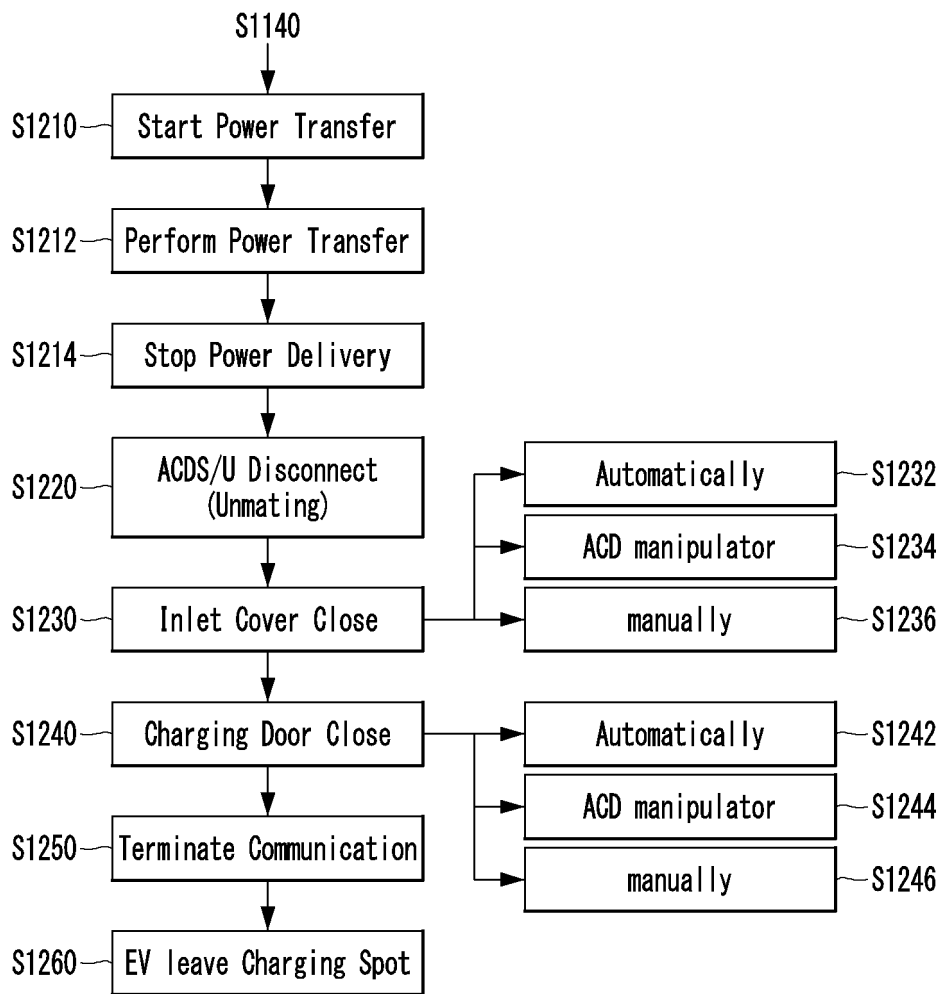 S1140
S1210 Start Power Transfer
S1212 Perform Power Transfer
S1214 Stop Power Delivery
S1220 ACDS/U Disconnect
(Unmating)
Automatically S1232
ACD manipulator S1234
S1230 Inlet Cover Close manually S1236
S1240 Charging Door Close Automatically S1242
ACD manipulator S1244
S1250 Terminate Communication
manually S1246
S1260 EV leave Charging Spot